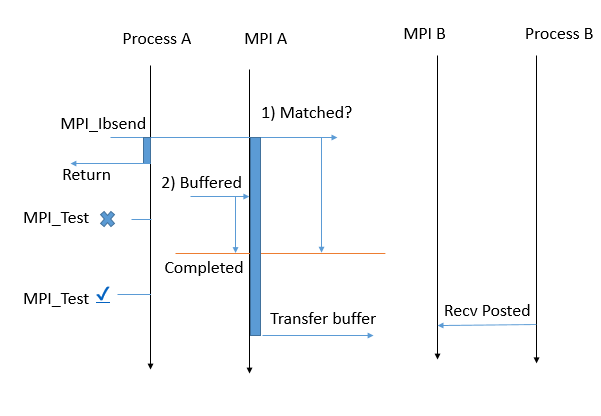 Process A
MPI A
MPI B
Process B
1) Matched?
MPI_Ibsend
Return
2) Buffered
MPI_Test
Completed
MPI_Test
Recv Posted
Transfer buffer